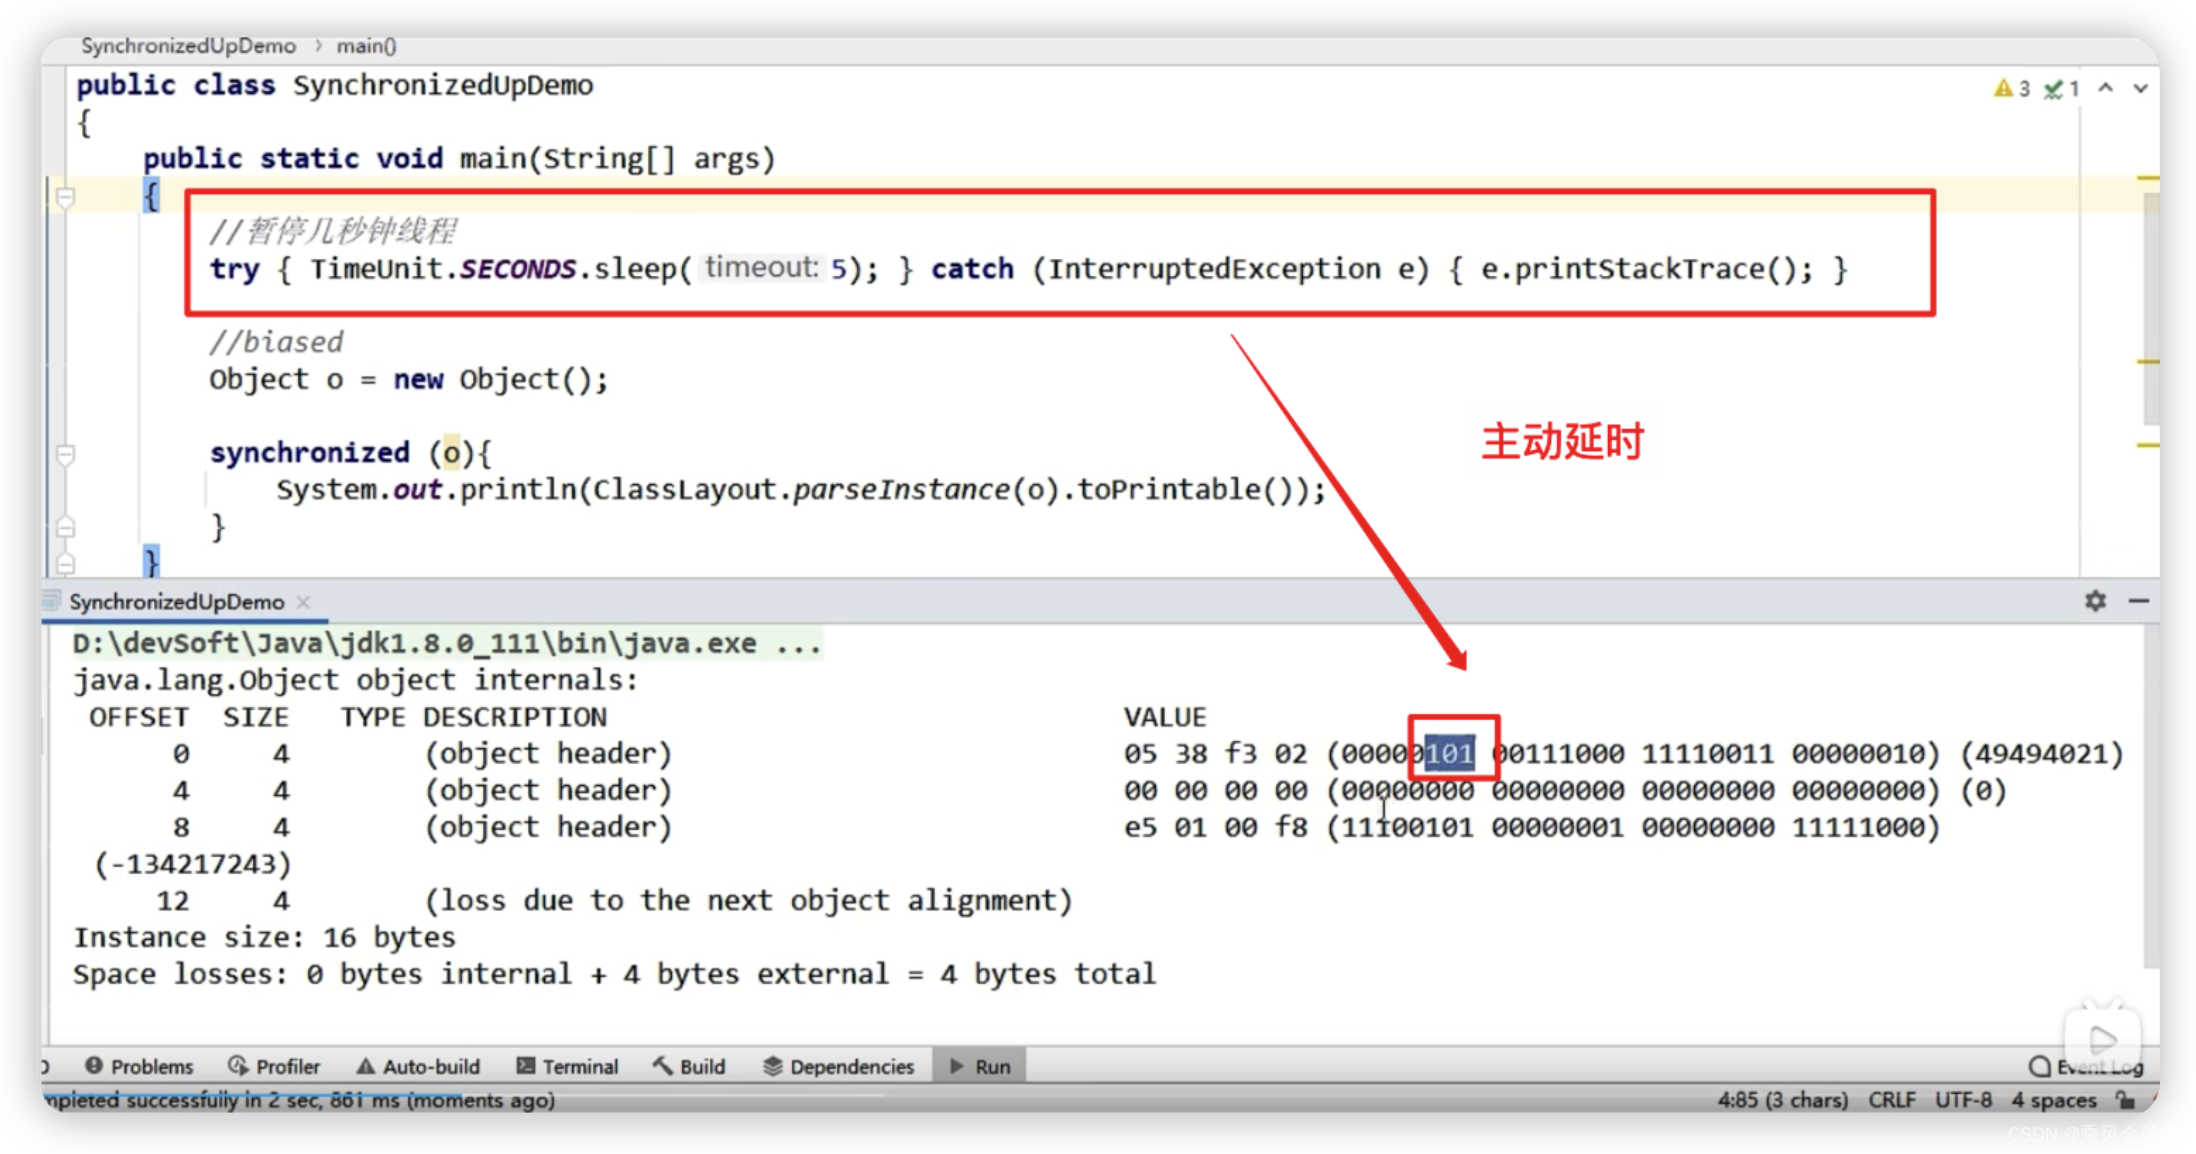 SynchronizedUpDemo > main()
public class SynchronizedUpDemo
3 1
{
public static void main(String[] args)
{
//暂停几秒钟线程
try { TimeUnit.SECONDS.sleep( timeout: 5); } catch (InterruptedException e) { e.printStackTrace(); }
//biased
Object o = new Object();
主动延时
synchronized (o){
System.out.println(ClassLayout.parseInstance(o).toPrintable());
}
}
SynchronizedUpDemo ×
D:\devSoft\Java\jdk1.8.0_111\bin\java.exe ...
java.lang.Object object internals:
OFFSET SIZE TYPE DESCRIPTION VALUE
0 4 (object header) 05 38 f3 02 (00000101 00111000 11110011 00000010) (49494021)
4 4 (object header) 00 00 00 00 (00000000 00000000 00000000 00000000) (0)
8 4 (object header) e5 01 00 f8 (11100101 00000001 00000000 11111000)
(-134217243)
12 4 (loss due to the next object alignment)
Instance size: 16 bytes
Space losses: 0 bytes internal + 4 bytes external = 4 bytes total
Problems Profiler Auto-build Terminal Build Dependencies Run Event Log
mpleted successfully in 2 sec, 861 ms (moments ago) 4:85 (3 chars) CRLF UTF-8 4 spaces
CSDN @乘风